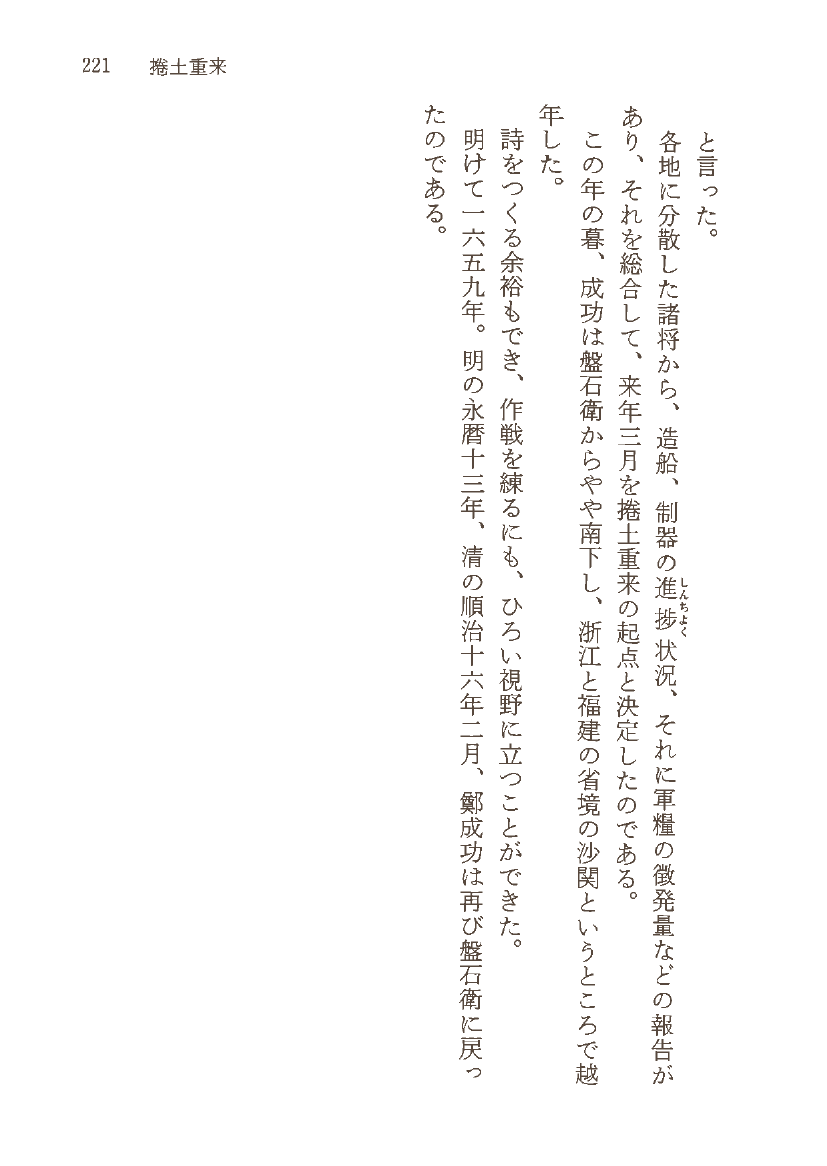 221 捲土重来
と言った。
各地に分散した諸将から、造船、制器の進捗状況、それに軍糧の徴発量などの報告が
しんちよく
あり、それを総合して、来年三月を捲土重来の起点と決定したのである。
この年の暮、成功は盤石衛からやや南下し、浙江と福建の省境の沙関というところで越
年した。
詩をつくる余裕もでき、作戦を練るにも、ひろい視野に立つことができた。
明けて一六五九年。明の永暦十三年、清の順治十六年二月、鄭成功は再び盤石衛に戻っ
たのである。